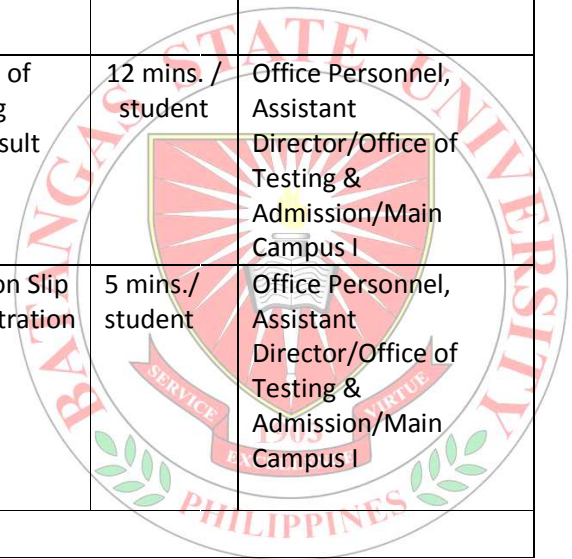 of
12 mins. /
Office Personnel,
g
student
Assistant
sult
Director/Office of
Testing &
Admission/Main
Campus I
on Slip
5 mins./
Office Personnel,
tration
student
Assistant
Director/Office of
Testing &
Admission/Main
Campus I
BATANGAS STATE UNIVERSITY
SERVICE
VIRTUE
1903
PHILIPPINES